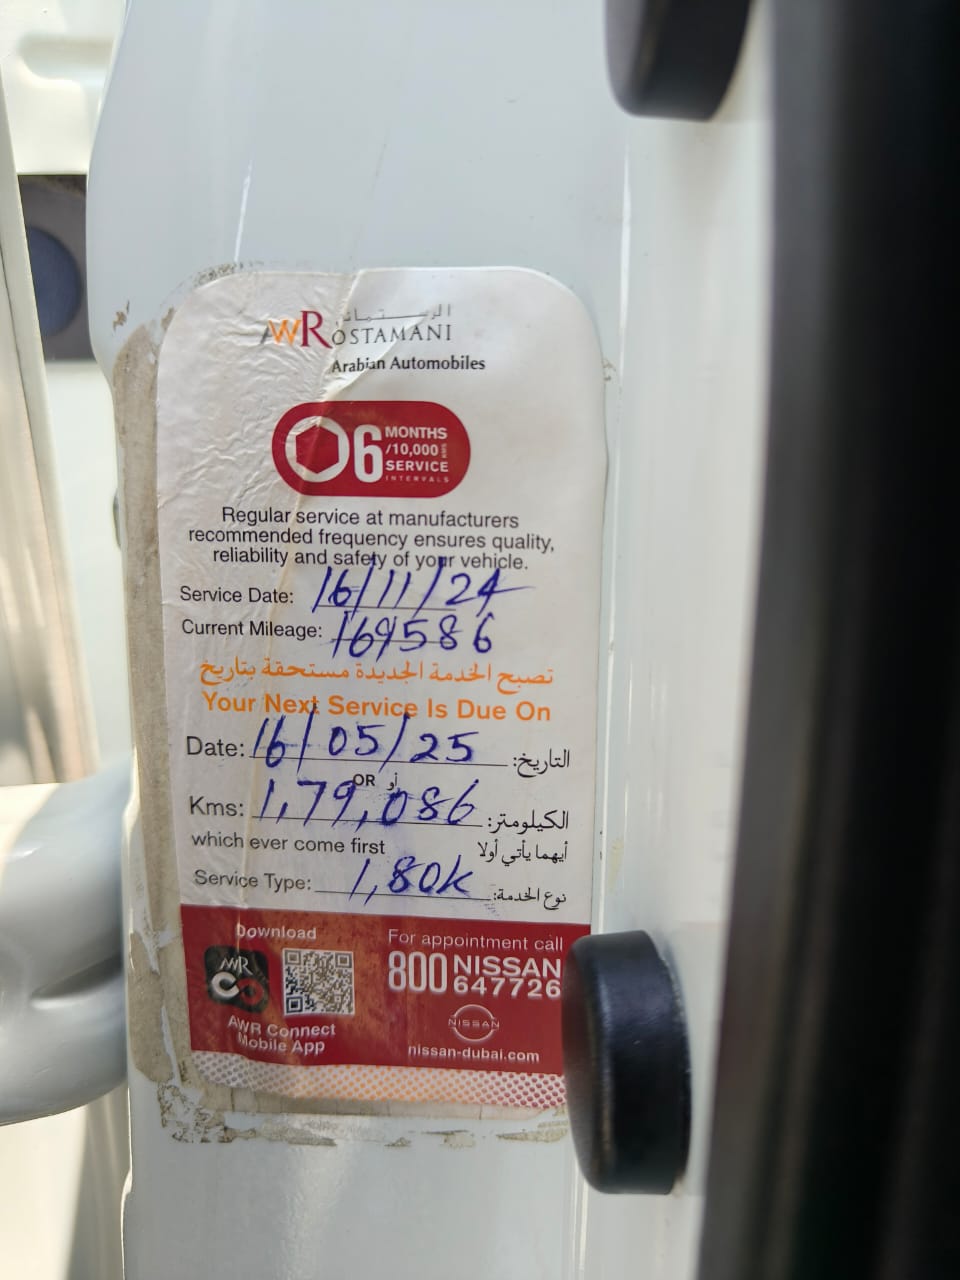 الرستماني
AWROSTAMANI
Arabian Automobiles
6 MONTHS
/10,000 KMS
SERVICE
INTERVALS
Regular service at manufacturers
recommended frequency ensures quality,
reliability and safety of your vehicle.
Service Date: 16/11/24
Current Mileage: 169586
تصبح الخدمة الجديدة مستحقة بتاريخ
Your Next Service Is Due On
Date: 16/05/25 التاريخ:
OR أو
Kms: 1,79,086 الكيلومتر:
which ever come first أيهما يأتي أولا
Service Type: 1,80K نوع الخدمة:
Download
AWR
AWR Connect
Mobile App
For appointment call
800 NISSAN
647726
NISSAN
nissan-dubai.com